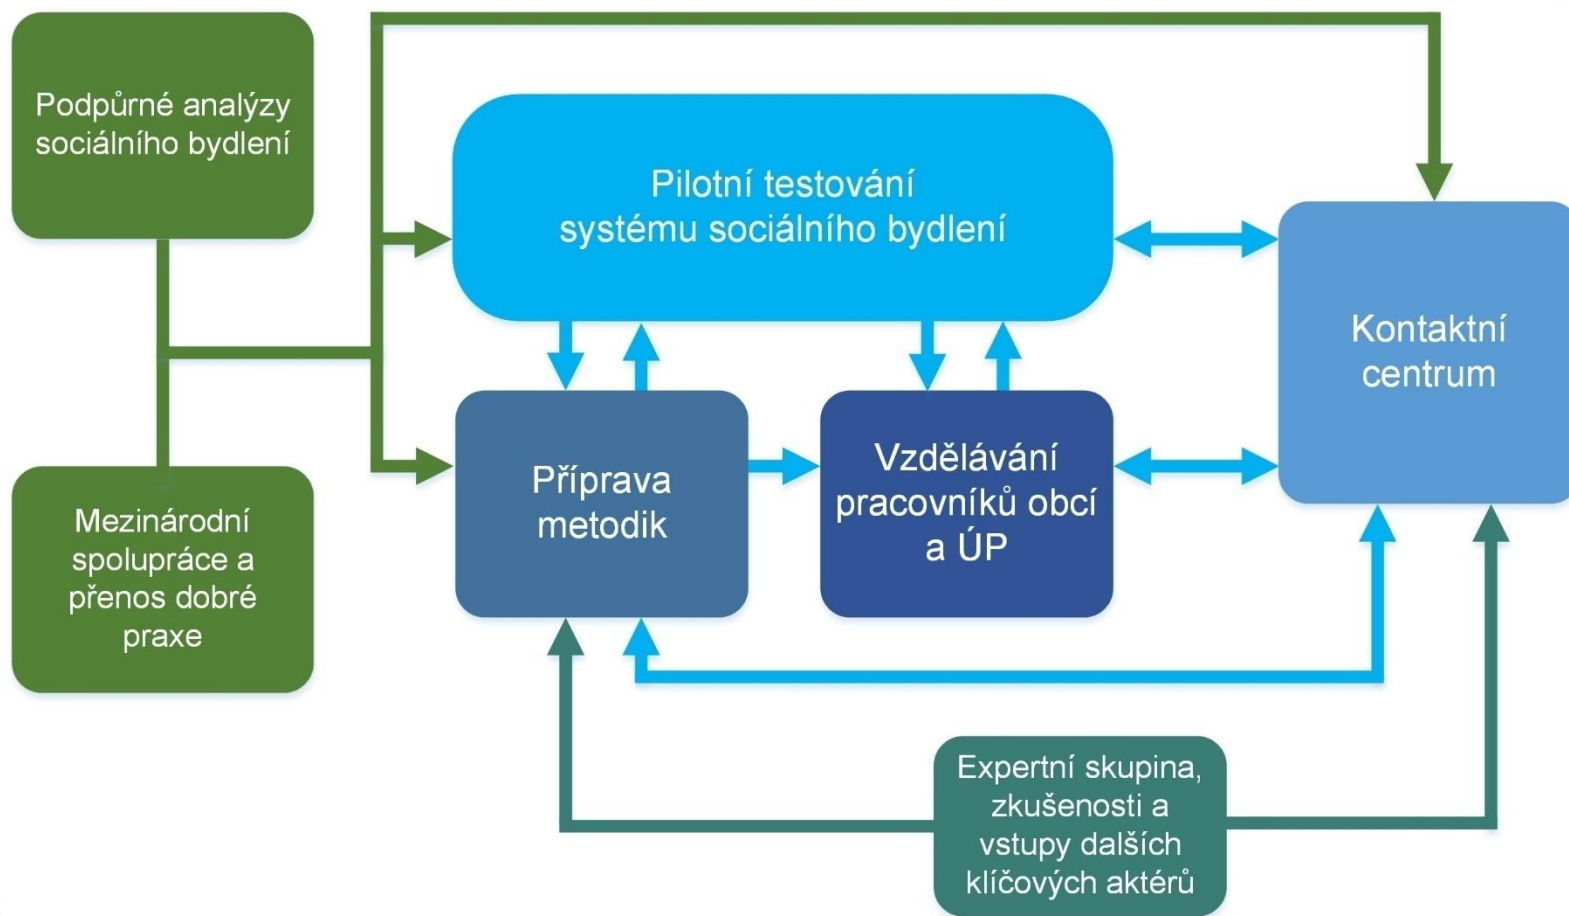 Podpůrné analýzy
sociálního bydlení
Pilotní testování
systému sociálního bydlení
Kontaktní
centrum
Příprava
metodik
Vzdělávání
pracovníků obcí
a ÚP
Mezinárodní
spolupráce a
přenos dobré
praxe
Expertní skupina,
zkušenosti a
vstupy dalších
klíčových aktérů